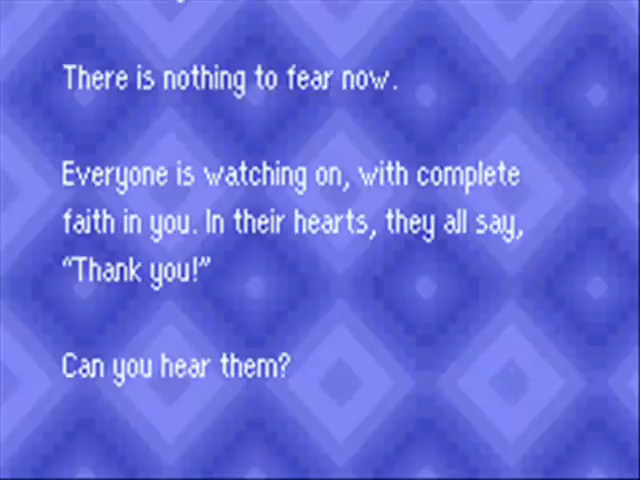 There is nothing to fear now.
Everyone is watching on, with complete
faith in you. In their hearts, they all say,
“Thank you!”
Can you hear them?